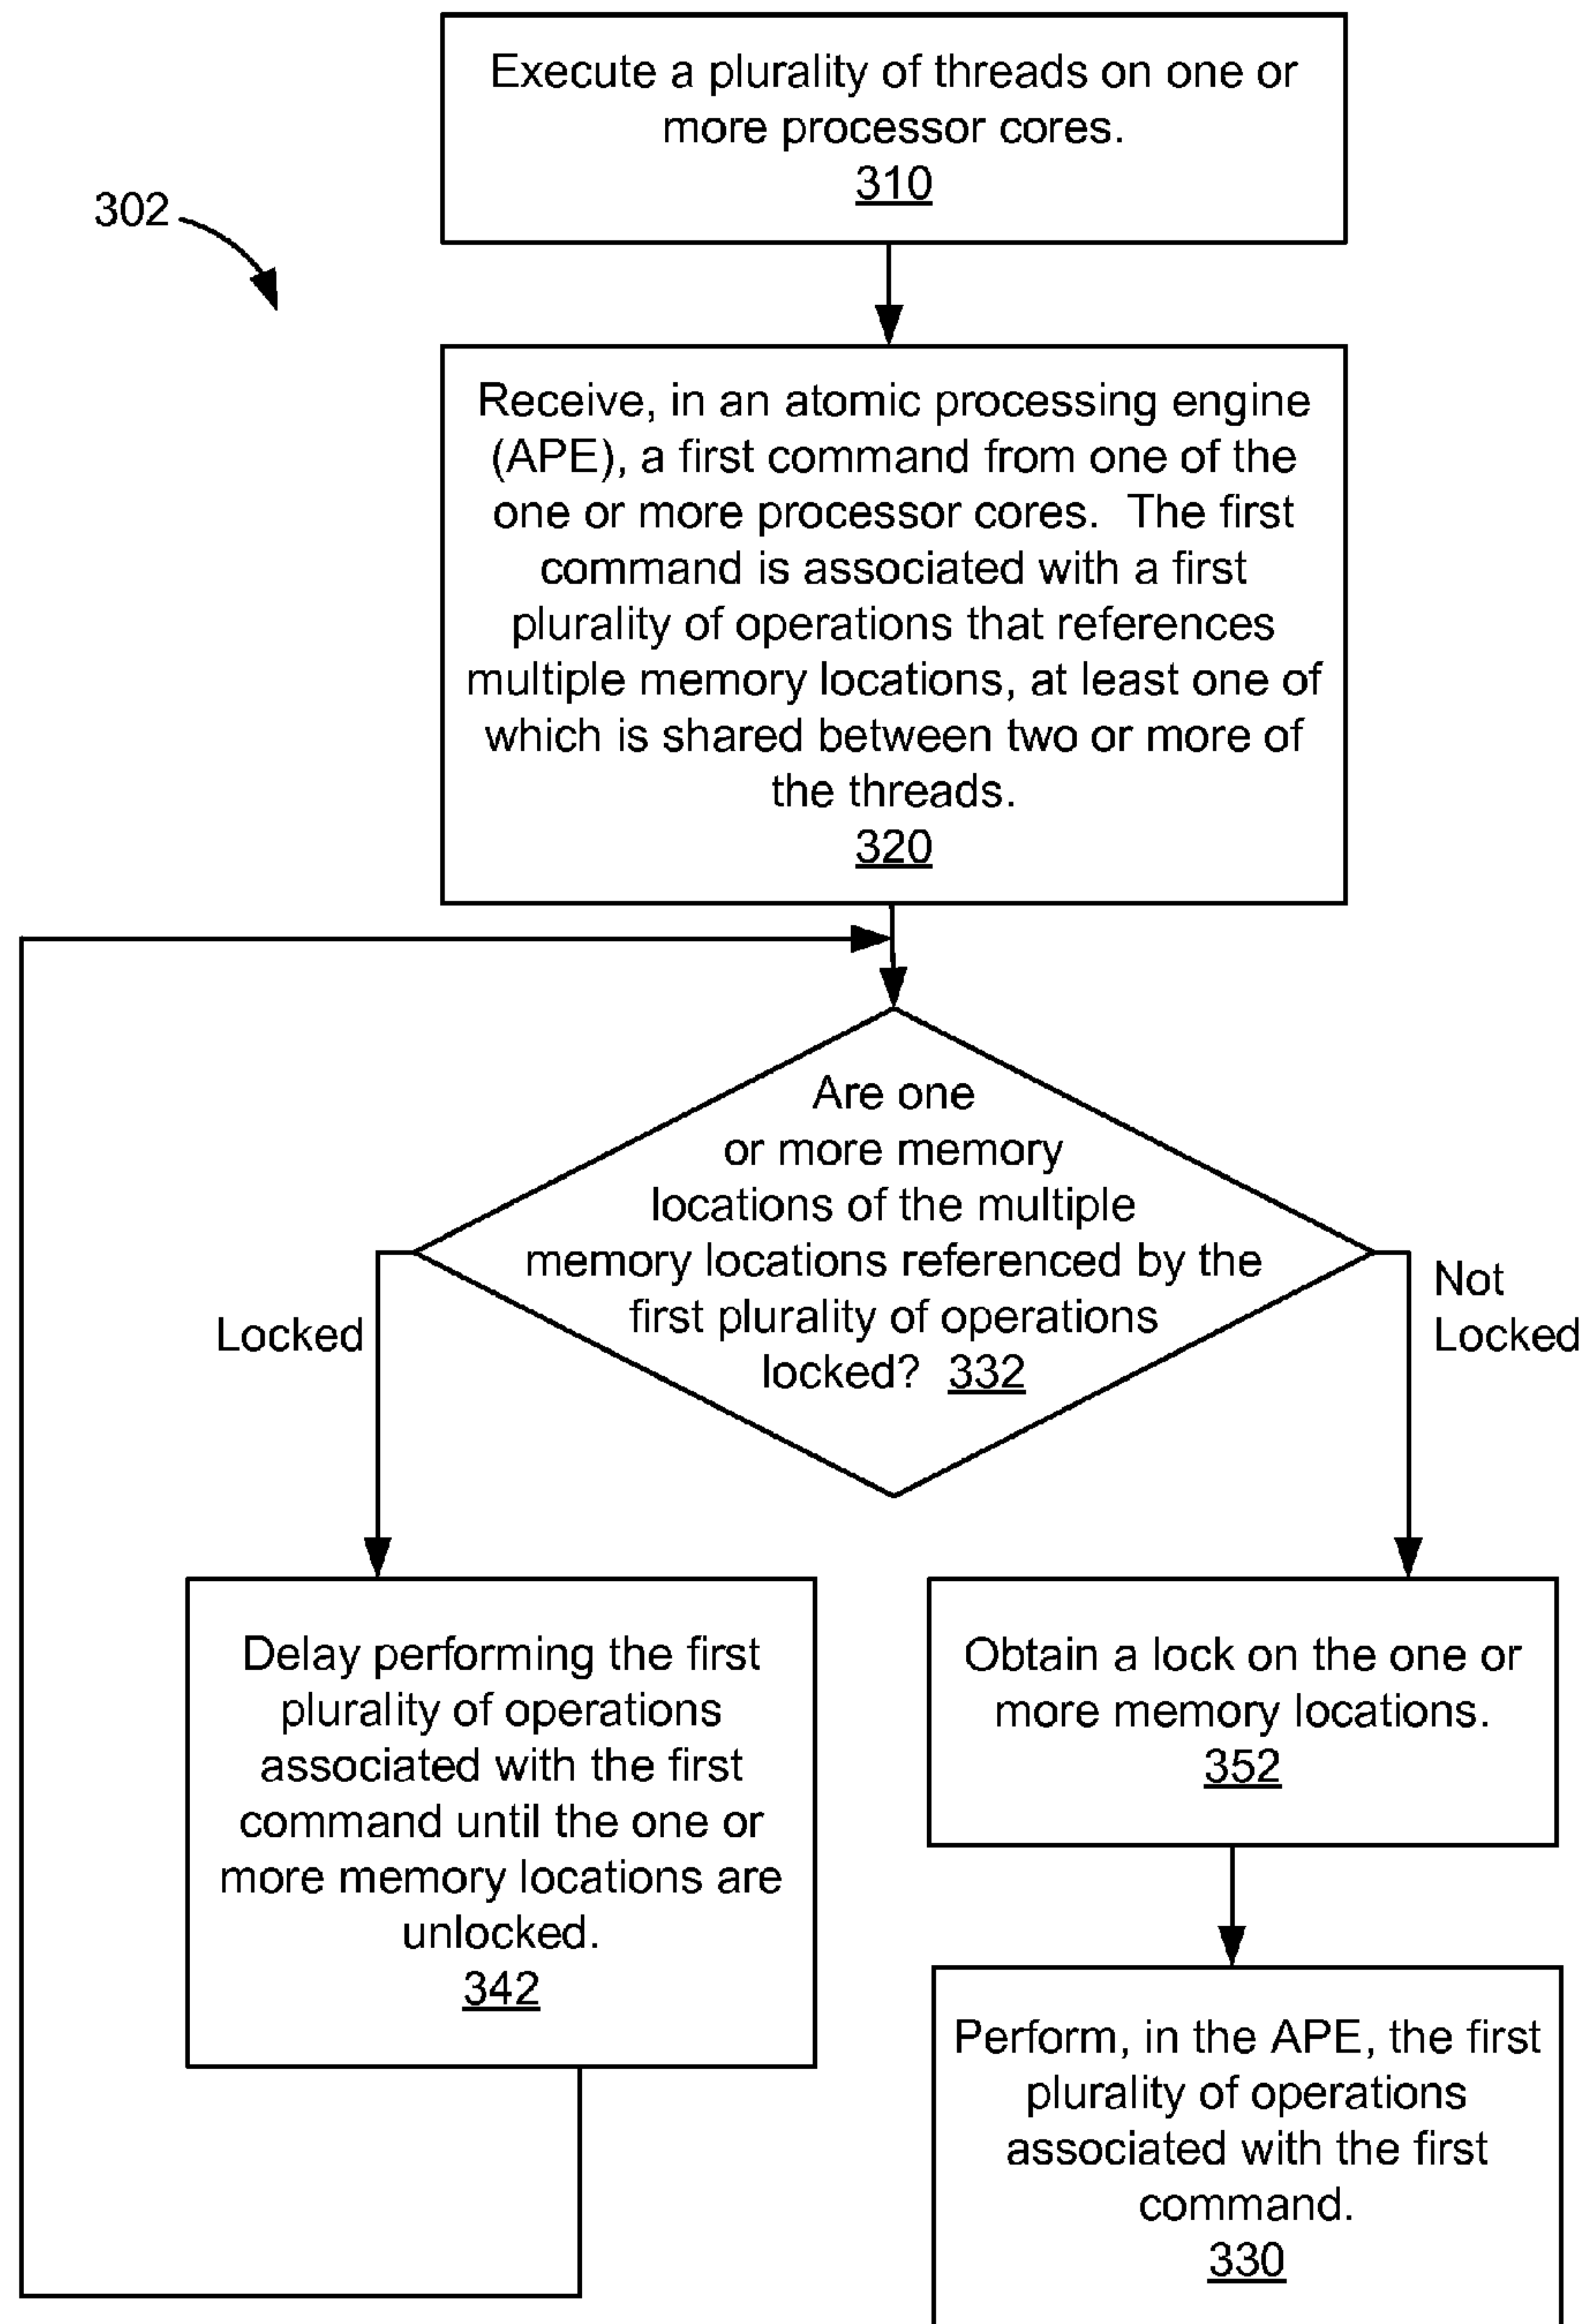 Execute a plurality of threads on one or
more processor cores.
310
302
Receive, in an atomic processing engine
(APE), a first command from one of the
one or more processor cores.  The first
command is associated with a first
plurality of operations that references
multiple memory locations, at least one of
which is shared between two or more of
the threads.
320
Are one
or more memory
locations of the multiple
memory locations referenced by the
first plurality of operations
locked?  332
Locked
Not
Locked
Delay performing the first
plurality of operations
associated with the first
command until the one or
more memory locations are
unlocked.
342
Obtain a lock on the one or
more memory locations.
352
Perform, in the APE, the first
plurality of operations
associated with the first
command.
330